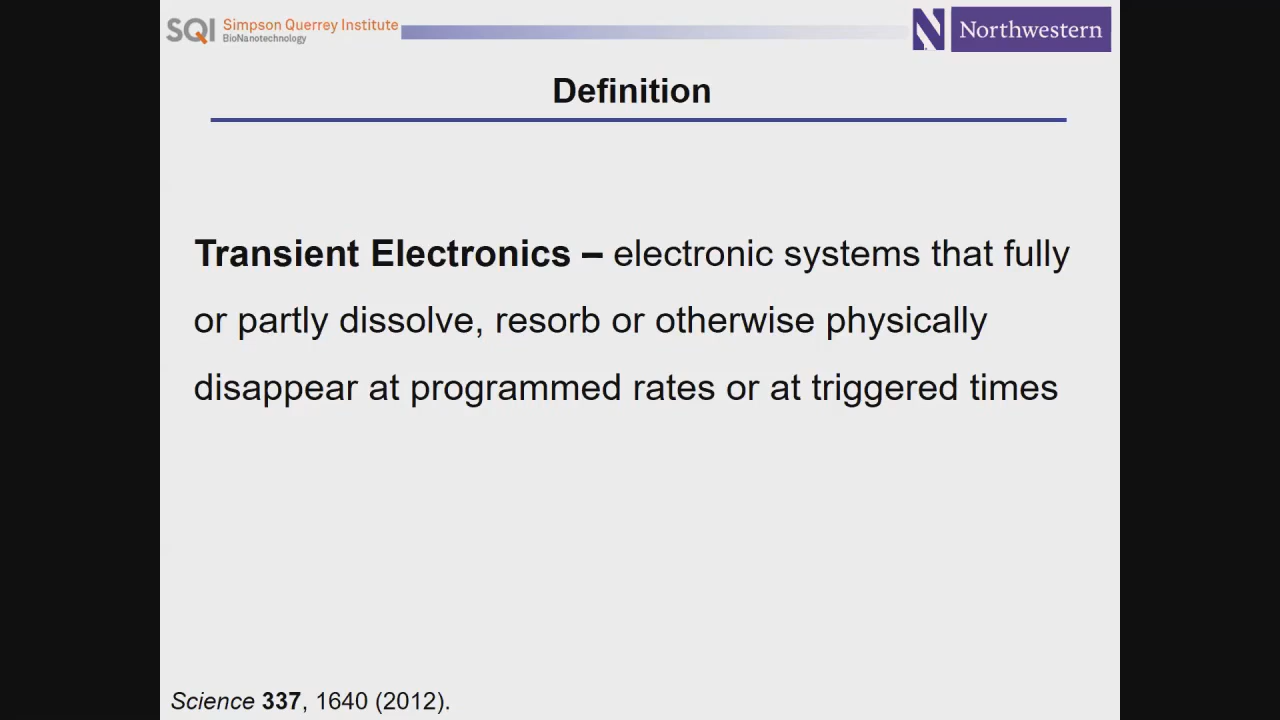 SQI Simpson Querrey Institute
BioNanotechnology
N Northwestern
Definition
Transient Electronics – electronic systems that fully
or partly dissolve, resorb or otherwise physically
disappear at programmed rates or at triggered times
Science 337, 1640 (2012).